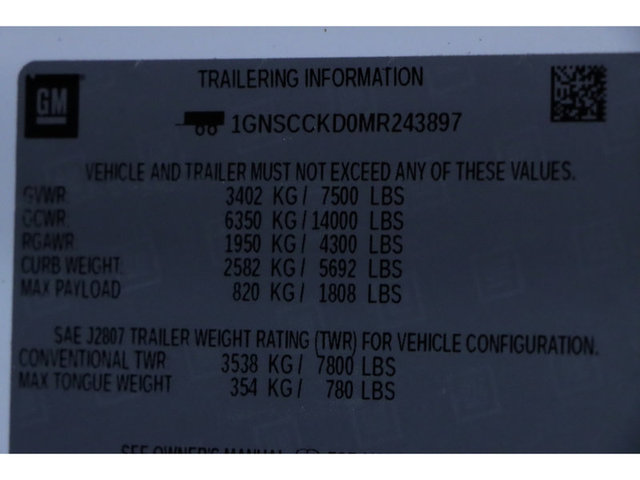 GM
TRAILERING INFORMATION
1GNSCCKD0MR243897
VEHICLE AND TRAILER MUST NOT EXCEED ANY OF THESE VALUES.
GVWR: 3402 KG/ 7500 LBS
GCWR: 6350 KG/14000 LBS
RGAWR: 1950 KG/ 4300 LBS
CURB WEIGHT: 2582 KG/ 5692 LBS
MAX PAYLOAD 820 KG/ 1808 LBS
SAE J2807 TRAILER WEIGHT RATING (TWR) FOR VEHICLE CONFIGURATION.
CONVENTIONAL TWR 3538 KG/ 7800 LBS
MAX TONGUE WEIGHT 354 KG/ 780 LBS
SEE OWNER'S MANUAL